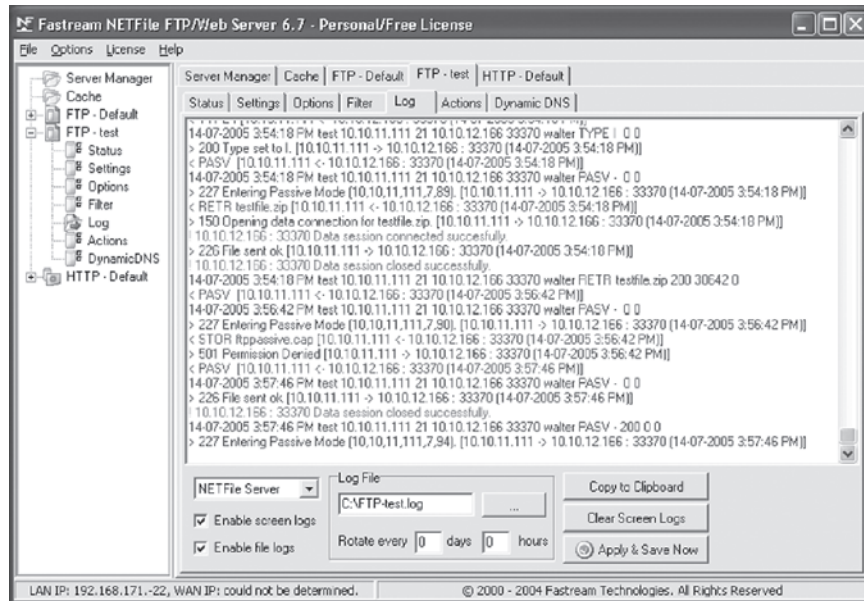 Fastream NETFile FTP/Web Server 6.7 - Personal/Free License
File Options License Help
Server Manager
Cache
FTP - Default
FTP - test
Status
Settings
Options
Filter
Log
Actions
DynamicDNS
HTTP - Default
Server Manager Cache FTP - Default FTP - test HTTP - Default
Status Settings Options Filter Log Actions Dynamic DNS
14-07-2005 3:54:18 PM test 10.10.11.111 21 10.10.12.166 33370 walter TYPE I 0 0
> 200 Type set to I. [10.10.11.111 -> 10.10.12.166 : 33370 (14-07-2005 3:54:18 PM)]
< PASV [10.10.11.111 <- 10.10.12.166 : 33370 (14-07-2005 3:54:18 PM)]
14-07-2005 3:54:18 PM test 10.10.11.111 21 10.10.12.166 33370 walter PASV - 0 0
> 227 Entering Passive Mode (10,10,11,111,7,89). [10.10.11.111 -> 10.10.12.166 : 33370 (14-07-2005 3:54:18 PM)]
< RETR testfile.zip [10.10.11.111 <- 10.10.12.166 : 33370 (14-07-2005 3:54:18 PM)]
> 150 Opening data connection for testfile.zip. [10.10.11.111 -> 10.10.12.166 : 33370 (14-07-2005 3:54:18 PM)]
! 10.10.12.166 : 33370 Data session connected succesfully.
> 226 File sent ok [10.10.11.111 -> 10.10.12.166 : 33370 (14-07-2005 3:54:18 PM)]
! 10.10.12.166 : 33370 Data session closed successfully.
14-07-2005 3:54:18 PM test 10.10.11.111 21 10.10.12.166 33370 walter RETR testfile.zip 200 30642 0
< PASV [10.10.11.111 <- 10.10.12.166 : 33370 (14-07-2005 3:56:42 PM)]
14-07-2005 3:56:42 PM test 10.10.11.111 21 10.10.12.166 33370 walter PASV - 0 0
> 227 Entering Passive Mode (10,10,11,111,7,90). [10.10.11.111 -> 10.10.12.166 : 33370 (14-07-2005 3:56:42 PM)]
< STOR ftppassive.cap [10.10.11.111 <- 10.10.12.166 : 33370 (14-07-2005 3:56:42 PM)]
> 501 Permission Denied [10.10.11.111 -> 10.10.12.166 : 33370 (14-07-2005 3:56:42 PM)]
< PASV [10.10.11.111 <- 10.10.12.166 : 33370 (14-07-2005 3:57:46 PM)]
14-07-2005 3:57:46 PM test 10.10.11.111 21 10.10.12.166 33370 walter PASV - 0 0
> 226 File sent ok [10.10.11.111 -> 10.10.12.166 : 33370 (14-07-2005 3:57:46 PM)]
! 10.10.12.166 : 33370 Data session closed successfully.
14-07-2005 3:57:46 PM test 10.10.11.111 21 10.10.12.166 33370 walter PASV - 200 0 0
> 227 Entering Passive Mode (10,10,11,111,7,94). [10.10.11.111 -> 10.10.12.166 : 33370 (14-07-2005 3:57:46 PM)]
NETFile Server
Enable screen logs
Enable file logs
Log File
C:\FTP-test.log
...
Rotate every 0 days 0 hours
Copy to Clipboard
Clear Screen Logs
Apply & Save Now
LAN IP: 192.168.171.-22, WAN IP: could not be determined.
© 2000 - 2004 Fastream Technologies. All Rights Reserved